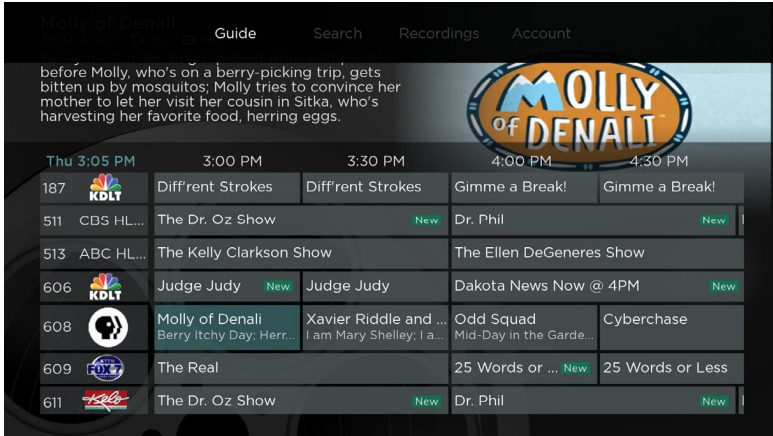 Guide Search Recordings Account
Molly of Denali
before Molly, who's on a berry-picking trip, gets
bitten up by mosquitos; Molly tries to convince her
mother to let her visit her cousin in Sitka, who's
harvesting her favorite food, herring eggs.
MOLLY
OF DENALI
Thu 3:05 PM 3:00 PM 3:30 PM 4:00 PM 4:30 PM
187 KDLT Diff'rent Strokes Diff'rent Strokes Gimme a Break! Gimme a Break!
511 CBS HL... The Dr. Oz Show New Dr. Phil New
513 ABC HL... The Kelly Clarkson Show The Ellen DeGeneres Show
606 KDLT Judge Judy New Judge Judy Dakota News Now @ 4PM New
608 Molly of Denali Xavier Riddle and ... Odd Squad Cyberchase
Berry Itchy Day; Herr... I am Mary Shelley; I a... Mid-Day in the Garde...
609 KTTW FOX 7 The Real 25 Words or ... New 25 Words or Less
611 Kelo The Dr. Oz Show New Dr. Phil New